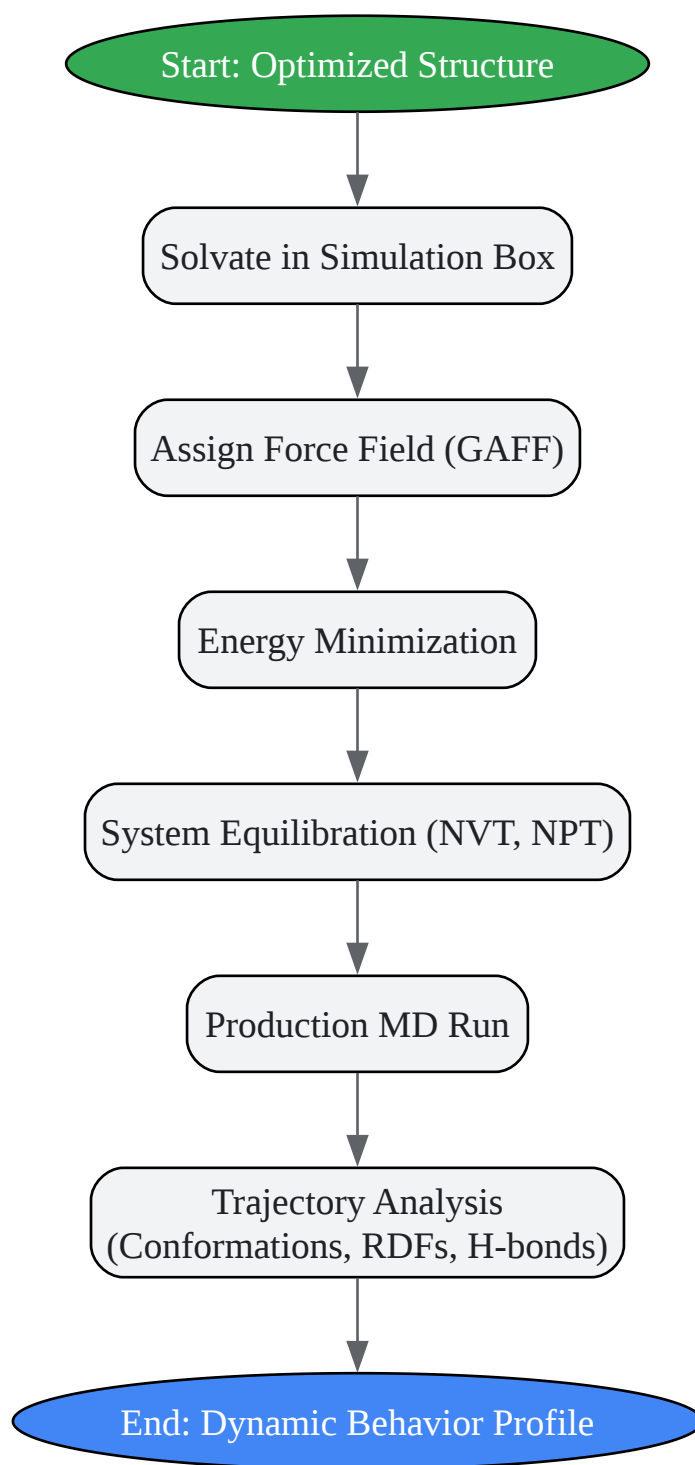 Start: Optimized Structure
Solvate in Simulation Box
Assign Force Field (GAFF)
Energy Minimization
System Equilibration (NVT, NPT)
Production MD Run
Trajectory Analysis
(Conformations, RDFs, H-bonds)
End: Dynamic Behavior Profile